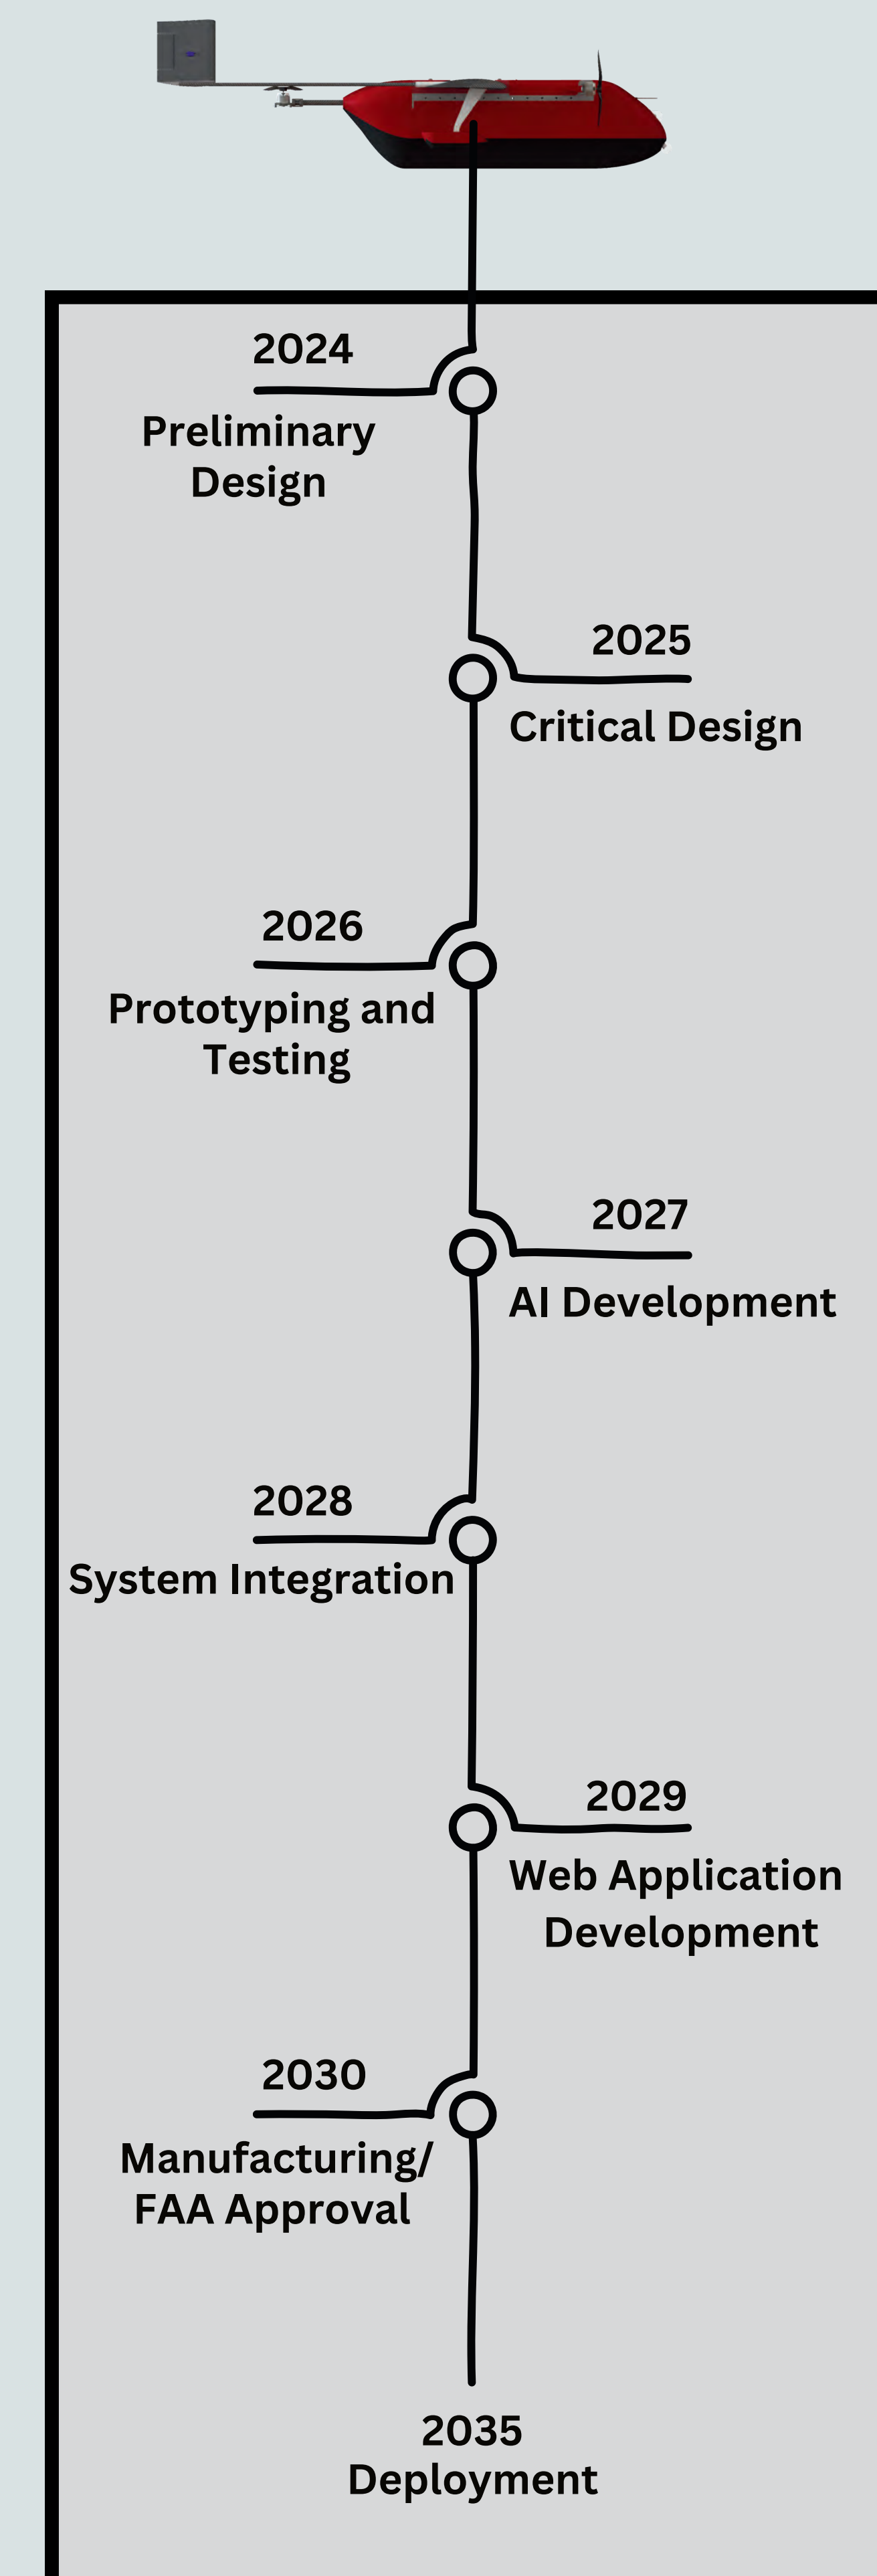 2024
Preliminary
Design
2025
Critical Design
2026
Prototyping and
Testing
2027
AI Development
2028
System Integration
2029
Web Application
Development
2030
Manufacturing/
FAA Approval
2035
Deployment